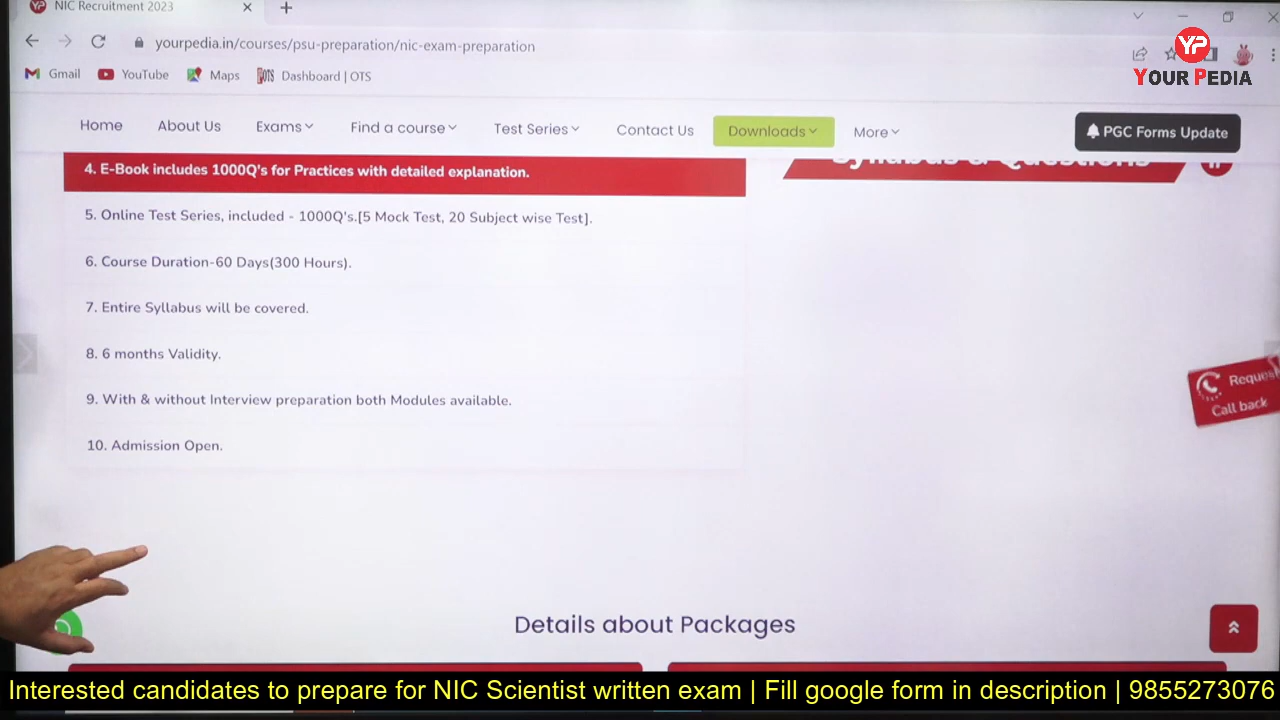 NIC Recruitment 2023
yourpedia.in/courses/psu-preparation/nic-exam-preparation
YP
YOUR PEDIA
Gmail YouTube Maps OTS Dashboard | OTS
Home About Us Exams Find a course Test Series Contact Us Downloads More PGC Forms Update
Syllabus & Questions
4. E-Book includes 1000Q's for Practices with detailed explanation.
5. Online Test Series, included - 1000Q's.[5 Mock Test, 20 Subject wise Test].
6. Course Duration-60 Days(300 Hours).
7. Entire Syllabus will be covered.
8. 6 months Validity.
9. With & without Interview preparation both Modules available.
10. Admission Open.
Request
Call back
Details about Packages
Interested candidates to prepare for NIC Scientist written exam | Fill google form in description | 9855273076